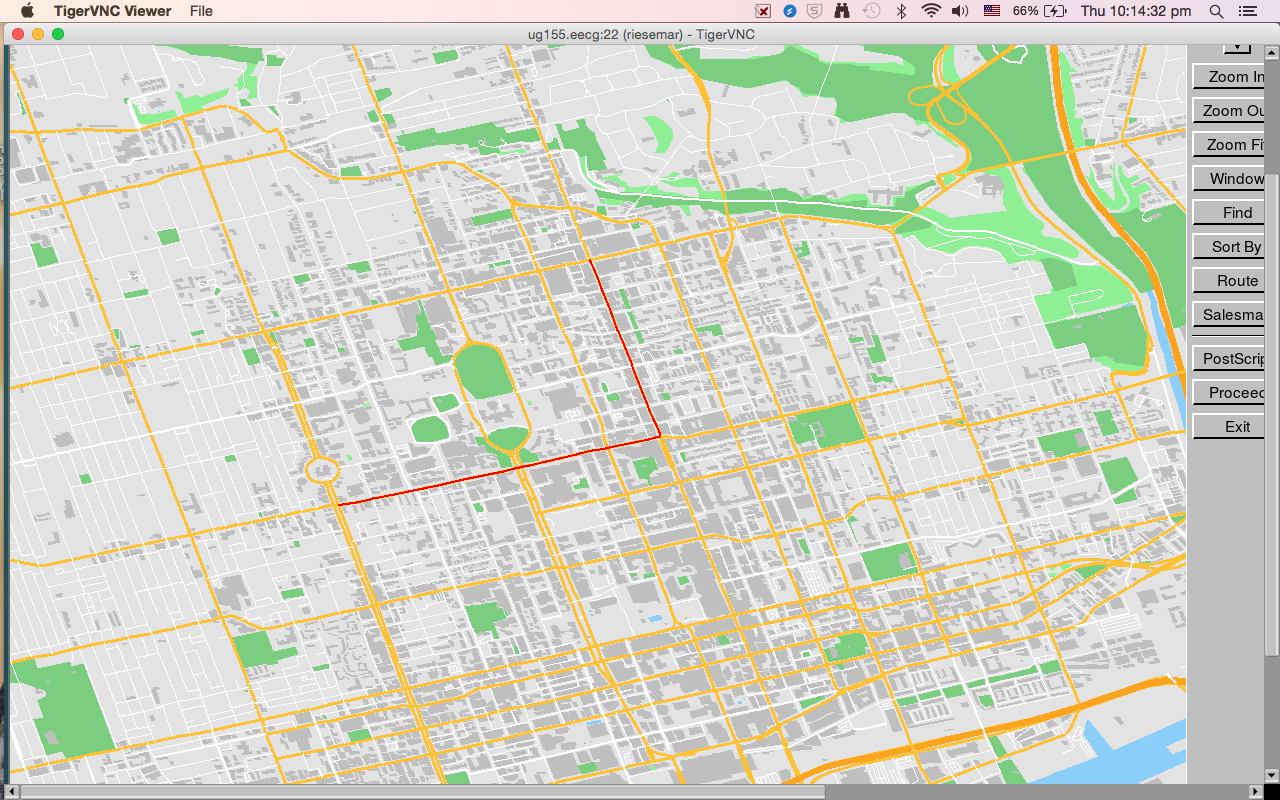 TigerVNC Viewer File 66% Thu 10:14:32 pm
ug155.eecg:22 (riesemar) - TigerVNC
Zoom In
Zoom Ou
Zoom Fi
Window
Find
Sort By
Route
Salesma
PostScrip
Proceed
Exit